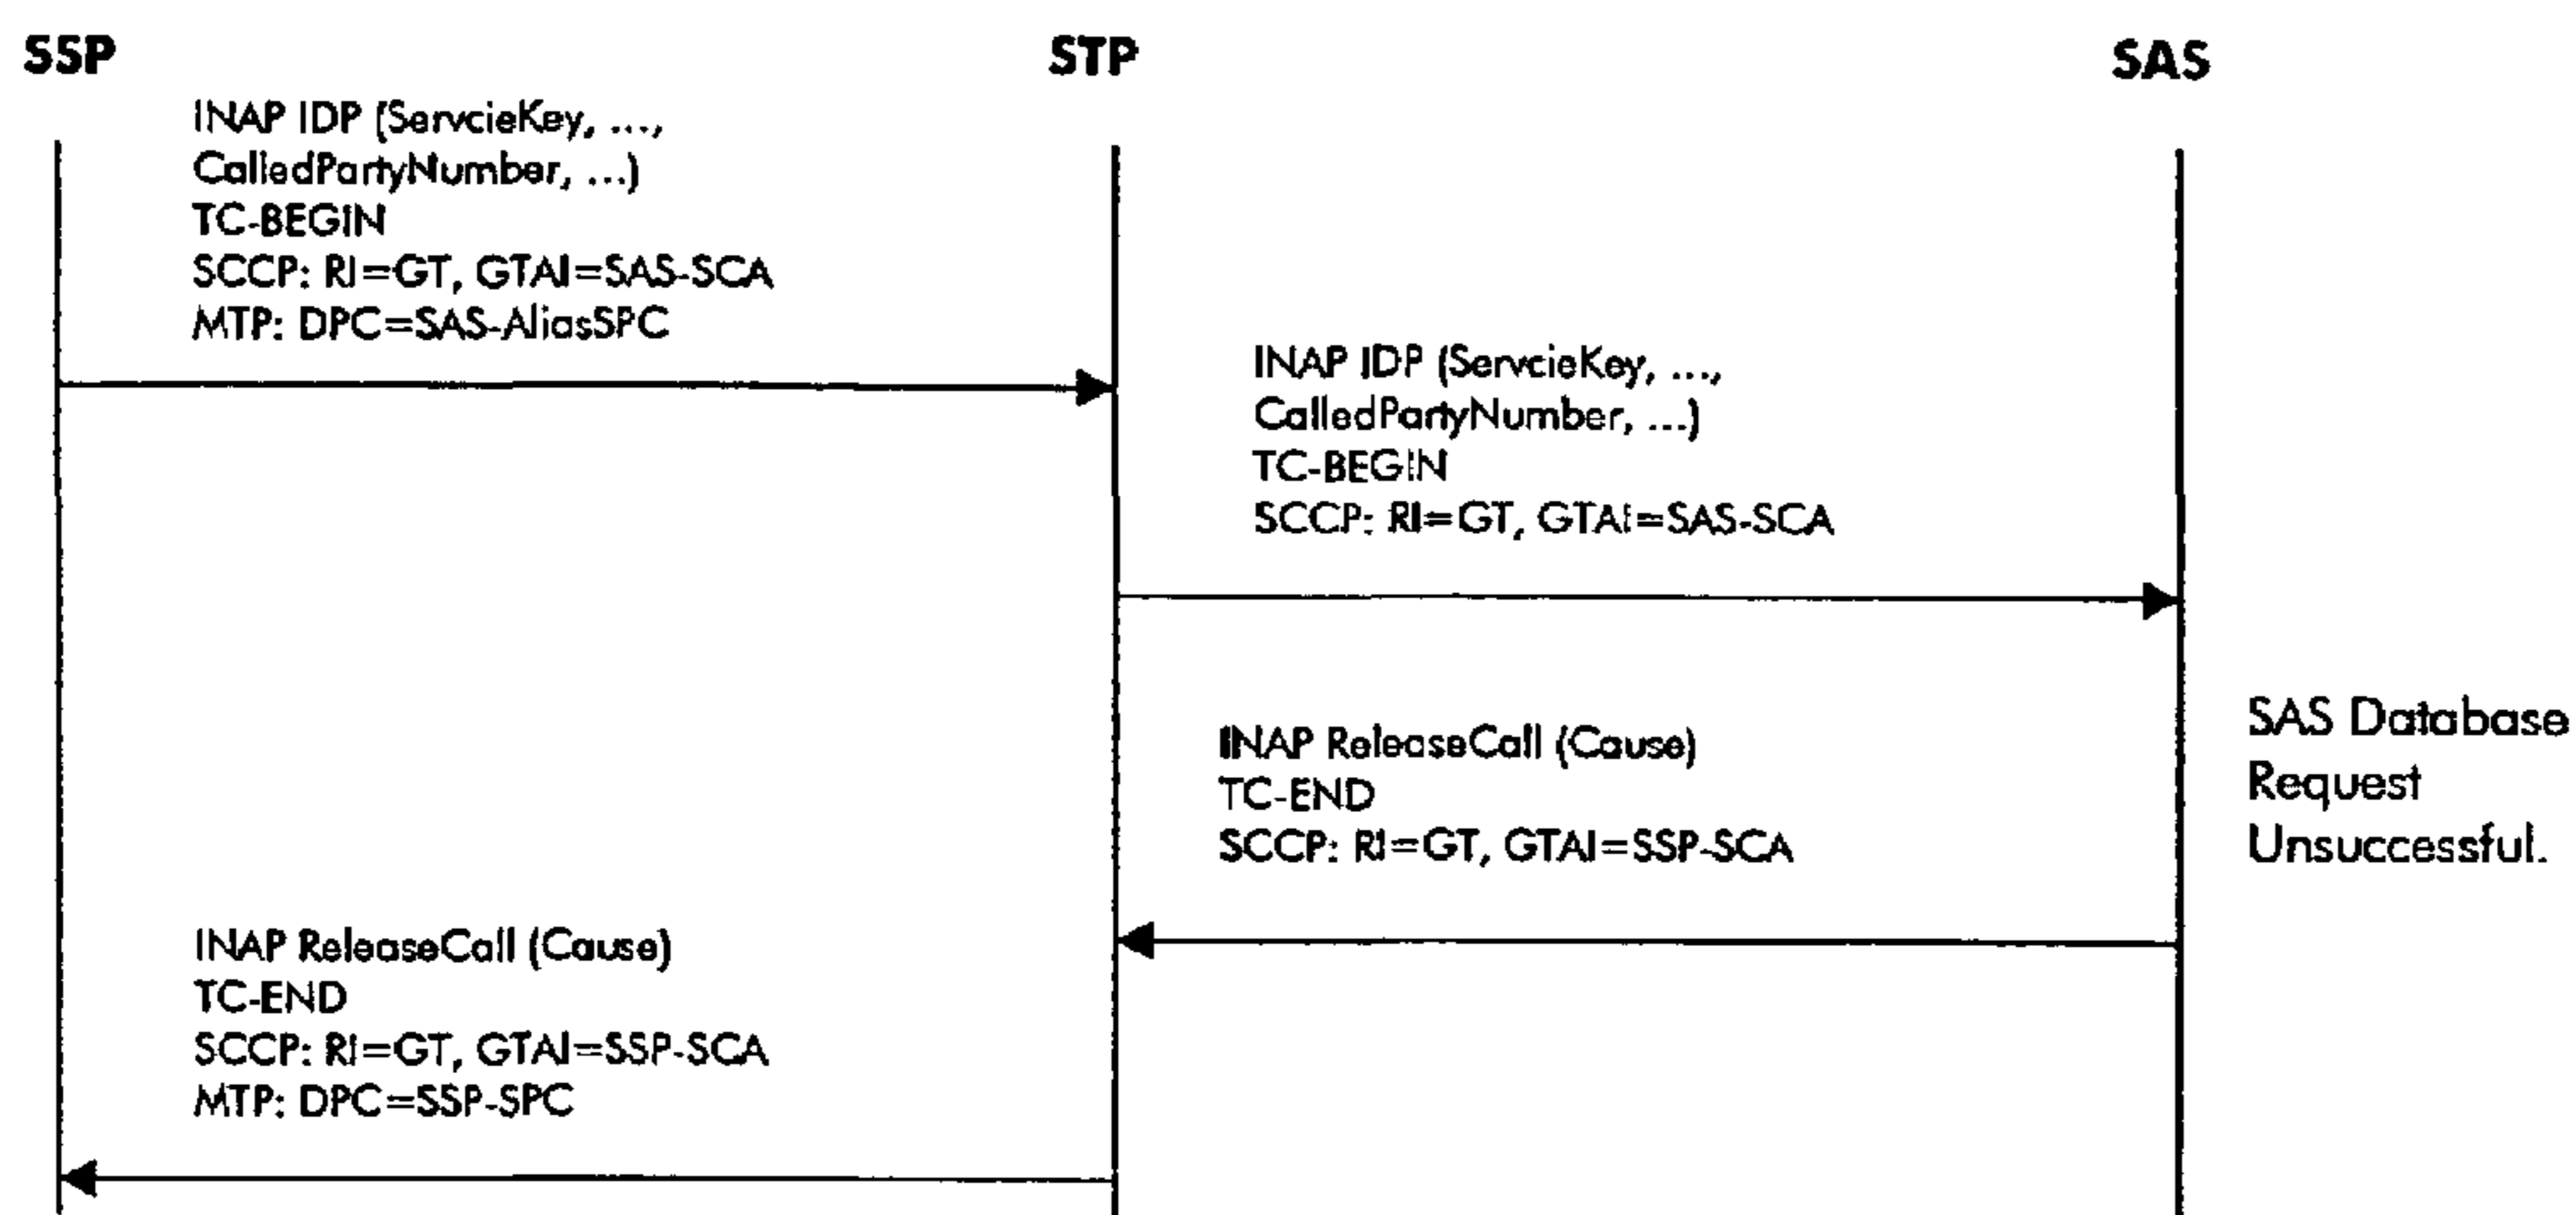 SSP
STP
SAS
INAP IDP (ServcieKey, ...,
CalledPartyNumber, ...)
TC-BEGIN
SCCP: RI=GT, GTAI=SAS-SCA
MTP: DPC=SAS-AliasSPC
INAP IDP (ServcieKey, ...,
CalledPartyNumber, ...)
TC-BEGIN
SCCP: RI=GT, GTAI=SAS-SCA
SAS Database
Request
Unsuccessful.
INAP ReleaseCall (Cause)
TC-END
SCCP: RI=GT, GTAI=SSP-SCA
INAP ReleaseCall (Cause)
TC-END
SCCP: RI=GT, GTAI=SSP-SCA
MTP: DPC=SSP-SPC